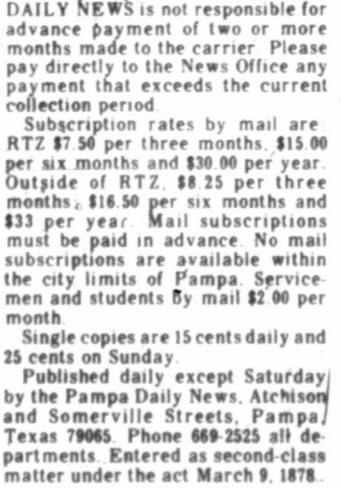 DAILY NEWS is not responsible for
advance payment of two or more
months made to the carrier. Please
pay directly to the News Office any
payment that exceeds the current
collection period.
Subscription rates by mail are:
RTZ $7.50 per three months, $15.00
per six months and $30.00 per year.
Outside of RTZ, $8.25 per three
months, $16.50 per six months and
$33 per year. Mail subscriptions
must be paid in advance. No mail
subscriptions are available within
the city limits of Pampa. Service-
men and students by mail $2.00 per
month.
Single copies are 15 cents daily and
25 cents on Sunday.
Published daily except Saturday
by the Pampa Daily News, Atchison
and Somerville Streets, Pampa,
Texas 79065. Phone 669-2525 all de-
partments. Entered as second-class
matter under the act March 9, 1878.